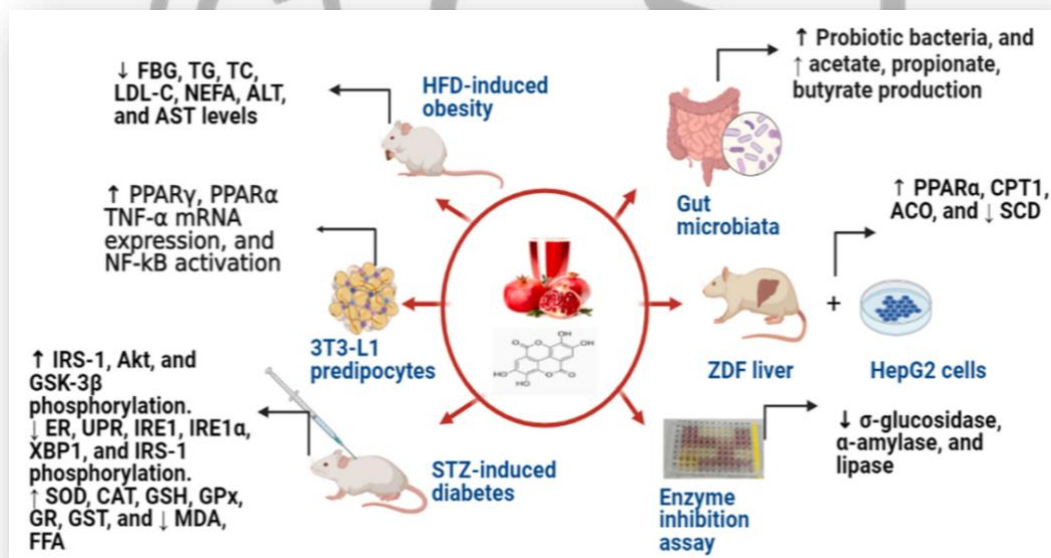 ↓ FBG, TG, TC,
LDL-C, NEFA, ALT,
and AST levels
HFD-induced
obesity
↑ Probiotic bacteria, and
↑ acetate, propionate,
butyrate production
Gut
microbiata
↑ PPARγ, PPARα
TNF-α mRNA
expression, and
NF-kB activation
3T3-L1
predipocytes
↑ PPARα, CPT1,
ACO, and ↓ SCD
ZDF liver
+
HepG2 cells
↑ IRS-1, Akt, and
GSK-3β
phosphorylation.
↓ ER, UPR, IRE1, IRE1α,
XBP1, and IRS-1
phosphorylation.
↑ SOD, CAT, GSH, GPx,
GR, GST, and ↓ MDA,
FFA
STZ-induced
diabetes
↓ σ-glucosidase,
α-amylase, and
lipase
Enzyme
inhibition
assay
O
O
OH
OH
HO
HO
O
O